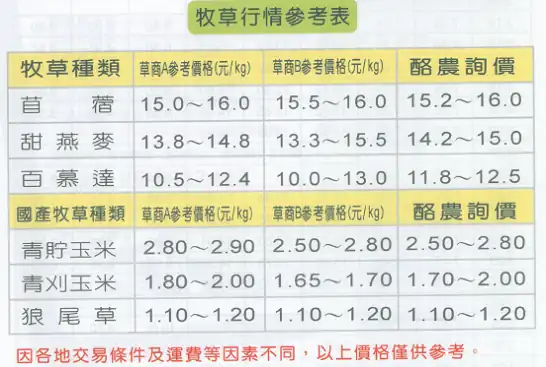 牧草行情參考表
牧草種類 草商A參考價格(元/kg) 草商B參考價格(元/kg) 酪農詢價
苜蓿 15.0～16.0 15.5～16.0 15.2～16.0
甜燕麥 13.8～14.8 13.3～15.5 14.2～15.0
百慕達 10.5～12.4 10.0～13.0 11.8～12.5
國產牧草種類 草商A參考價格(元/kg) 草商B參考價格(元/kg) 酪農詢價
青貯玉米 2.80～2.90 2.50～2.80 2.50～2.80
青刈玉米 1.80～2.00 1.65～1.70 1.70～2.00
狼尾草 1.10～1.20 1.10～1.20 1.10～1.20
因各地交易條件及運費等因素不同，以上價格僅供參考。